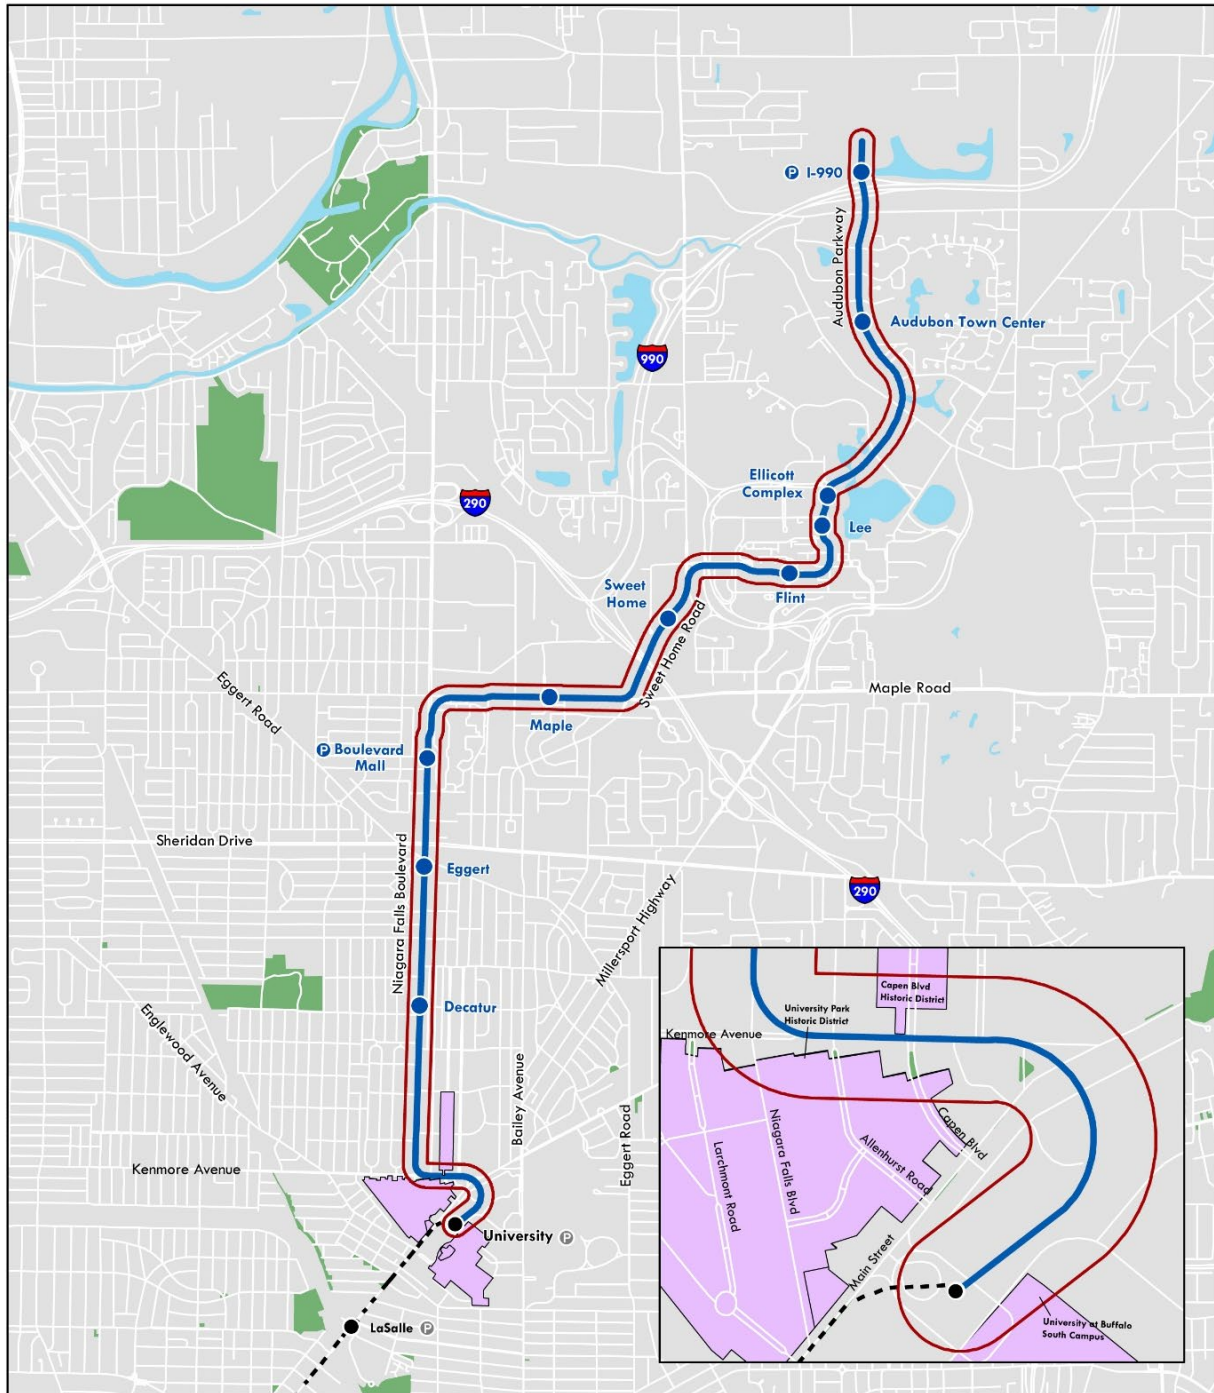 P I-990
Audubon Parkway
Audubon Town Center
990
Ellicott
Complex
290
Lee
Sweet
Home
Flint
Sweet Home Road
Maple Road
Eggert Road
Maple
P Boulevard
Mall
Sheridan Drive
Niagara Falls Boulevard
Eggert
290
Millersport Highway
Decatur
Englewood Avenue
Bailey Avenue
Eggert Road
Kenmore Avenue
University P
LaSalle P
Capen Blvd
Historic District
University Park
Historic District
Kenmore Avenue
Capen Blvd
Niagara Falls Blvd
Allenhurst Road
Larchmont Road
Main Street
University at Buffalo
South Campus